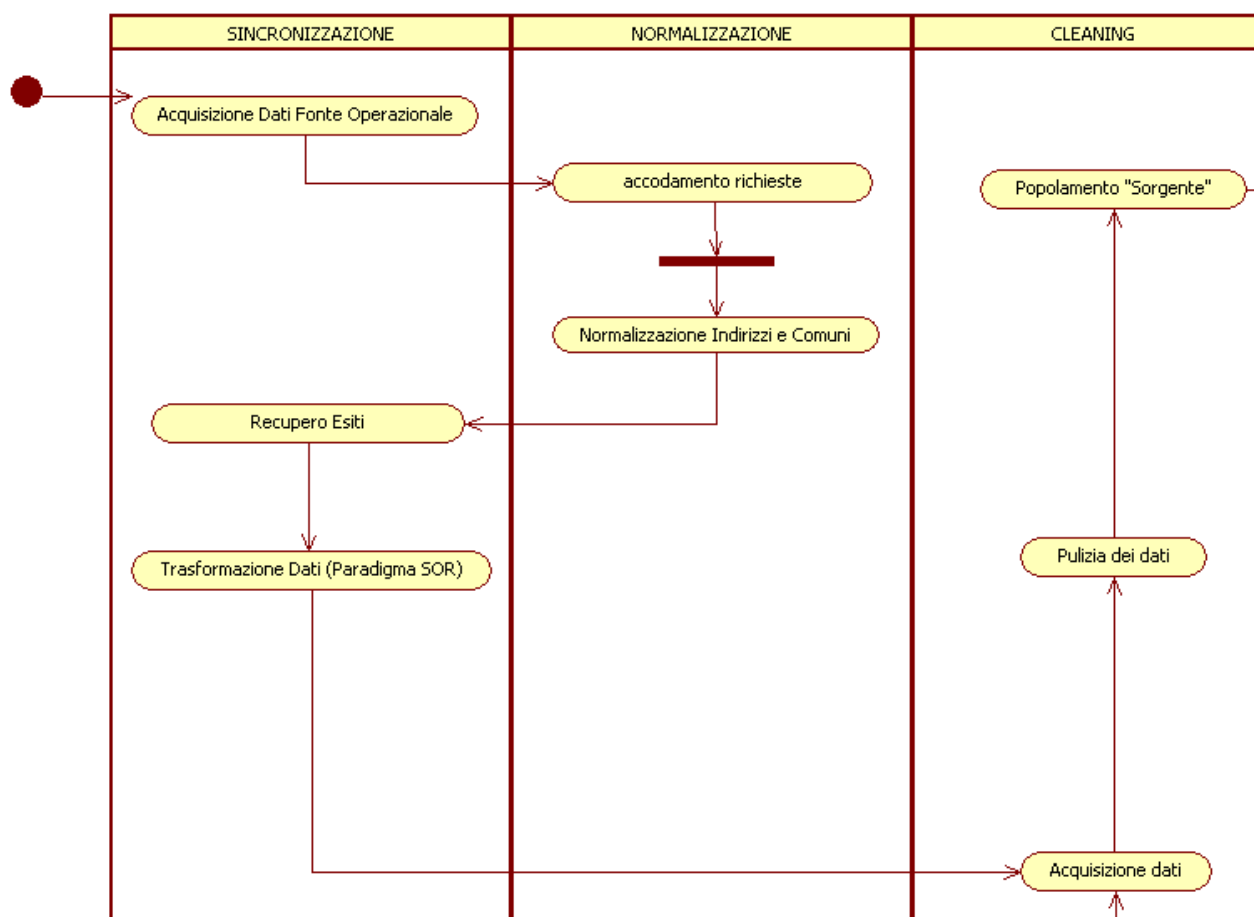 SINCRONIZZAZIONE
NORMALIZZAZIONE
CLEANING
Acquisizione Dati Fonte Operazionale
accodamento richieste
Popolamento "Sorgente"
Normalizzazione Indirizzi e Comuni
Recupero Esiti
Pulizia dei dati
Trasformazione Dati (Paradigma SOR)
Acquisizione dati